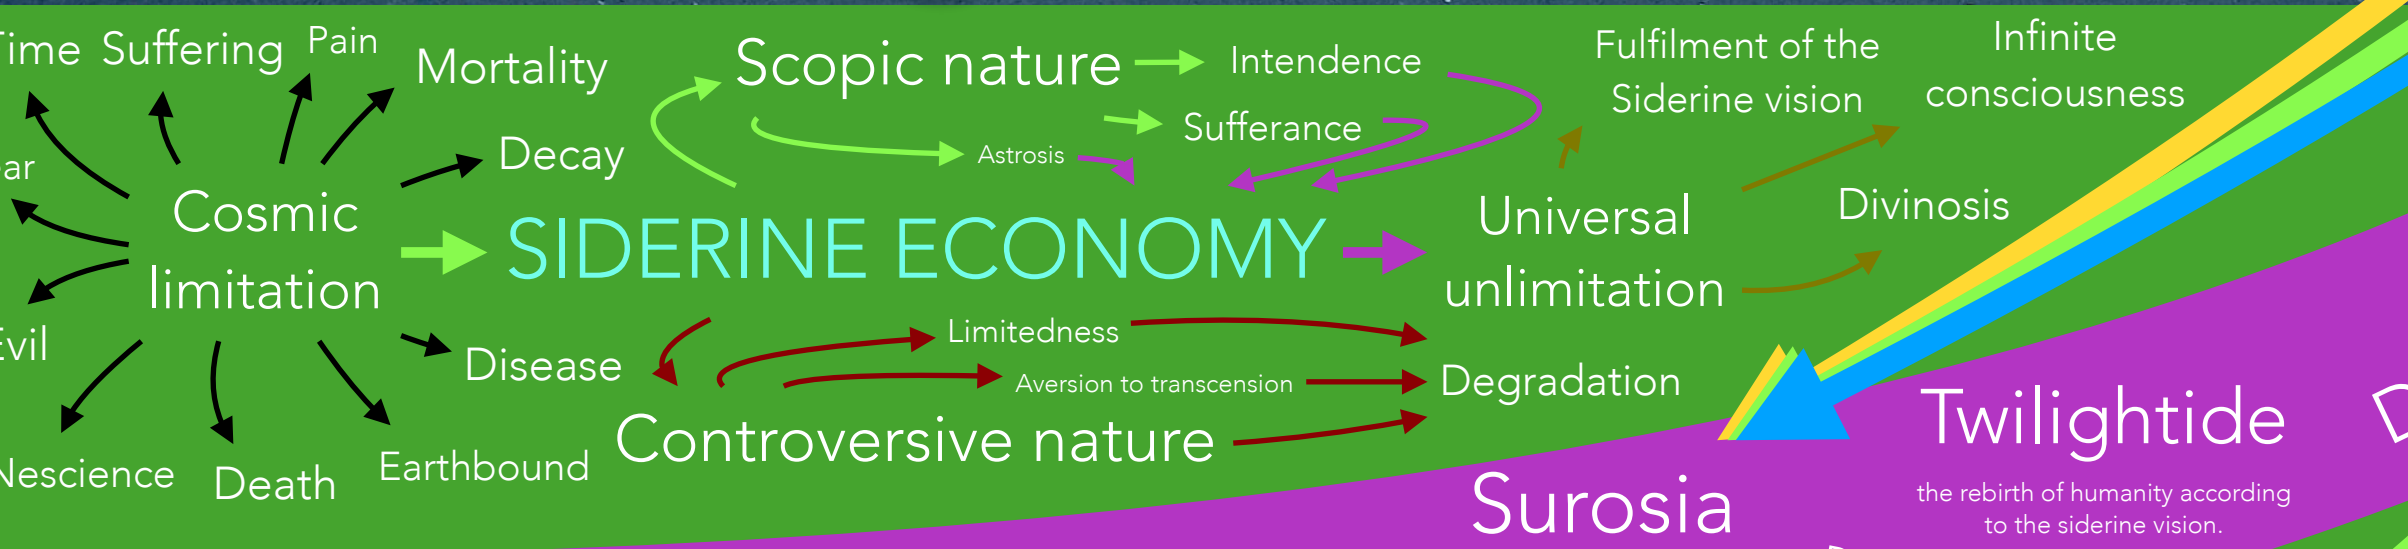 Time
Suffering
Pain
Mortality
Decay
Cosmic
limitation
Disease
Nescience
Death
Earthbound
Scopic nature
Intendence
Sufferance
Astrosis
SIDERINE ECONOMY
Limitedness
Aversion to transcension
Controversive nature
Degradation
Universal
unlimitation
Fulfilment of the
Siderine vision
Infinite
consciousness
Divinosis
Surosia
Twilightide
the rebirth of humanity according
to the siderine vision.